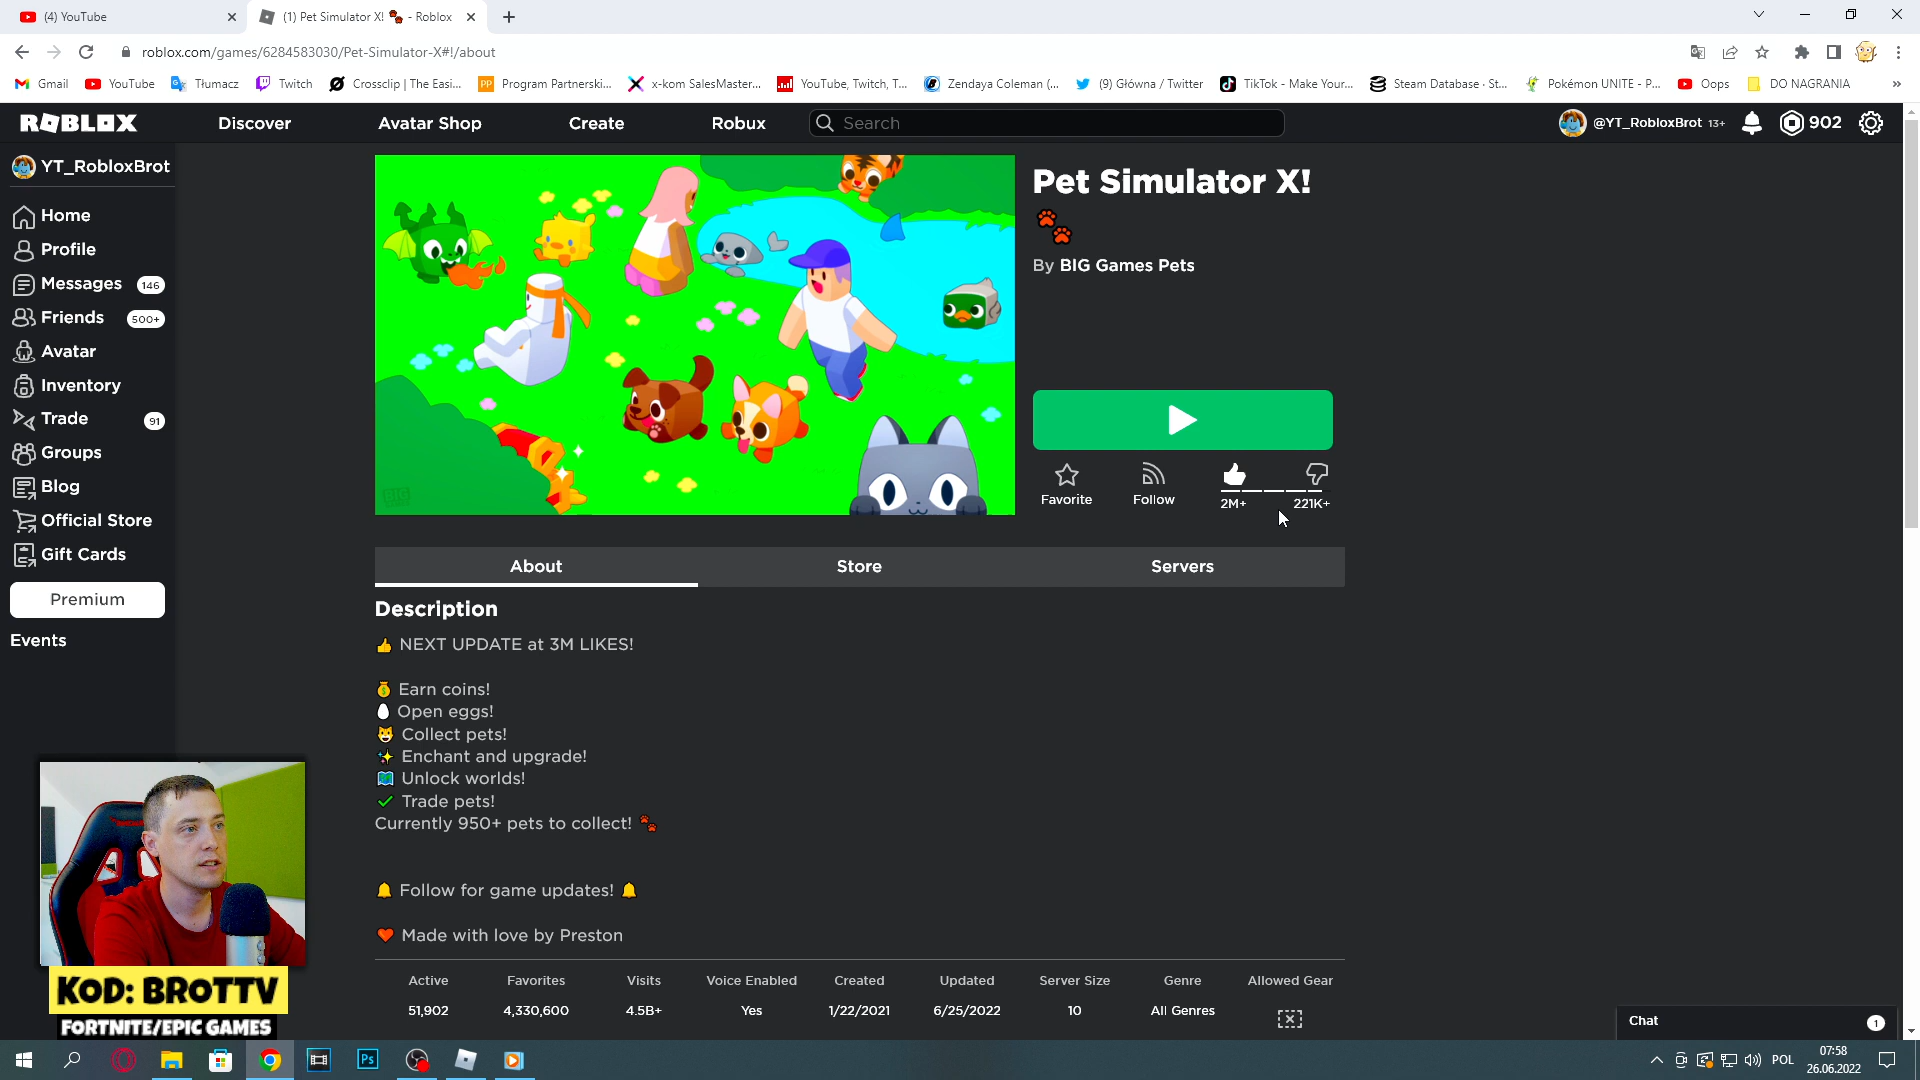 (4) YouTube
(1) Pet Simulator X! 🐾 - Roblox
roblox.com/games/6284583030/Pet-Simulator-X#!/about
Gmail
YouTube
Tłumacz
Twitch
Crossclip | The Easi...
Program Partnerski...
x-kom SalesMaster...
YouTube, Twitch, T...
Zendaya Coleman (...
(9) Główna / Twitter
TikTok - Make Your...
Steam Database · St...
Pokémon UNITE - P...
Oops
DO NAGRANIA
»
ROBLOX
Discover
Avatar Shop
Create
Robux
Search
@YT_RobloxBrot 13+
902
YT_RobloxBrot
Home
Profile
Messages 146
Friends 500+
Avatar
Inventory
Trade 91
Groups
Blog
Official Store
Gift Cards
Premium
Events
BIG
Pet Simulator X!
🐾
By BIG Games Pets
Favorite
Follow
2M+
221K+
About
Store
Servers
Description
👍 NEXT UPDATE at 3M LIKES!
💰 Earn coins!
🥚 Open eggs!
😺 Collect pets!
✨ Enchant and upgrade!
🗺️ Unlock worlds!
✔️ Trade pets!
Currently 950+ pets to collect! 🐾
🔔 Follow for game updates! 🔔
❤️ Made with love by Preston
Active Favorites Visits Voice Enabled Created Updated Server Size Genre Allowed Gear
51,902 4,330,600 4.5B+ Yes 1/22/2021 6/25/2022 10 All Genres
KOD: BROTTV
FORTNITE/EPIC GAMES
Chat 1
Ps
POL
07:58
26.06.2022